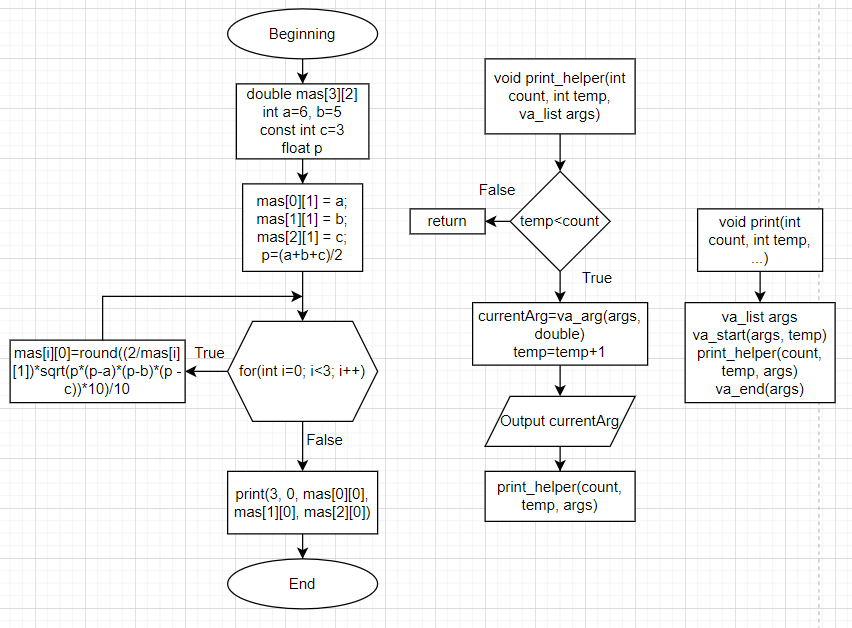 Beginning
double mas[3][2]
int a=6, b=5
const int c=3
float p
mas[0][1] = a;
mas[1][1] = b;
mas[2][1] = c;
p=(a+b+c)/2
mas[i][0]=round((2/mas[i]
[1])*sqrt(p*(p-a)*(p-b)*(p -
c))*10)/10
True
for(int i=0; i<3; i++)
False
print(3, 0, mas[0][0],
mas[1][0], mas[2][0])
End
void print_helper(int
count, int temp,
va_list args)
False
return
temp<count
True
currentArg=va_arg(args,
double)
temp=temp+1
Output currentArg
print_helper(count,
temp, args)
void print(int
count, int temp,
...)
va_list args
va_start(args, temp)
print_helper(count,
temp, args)
va_end(args)